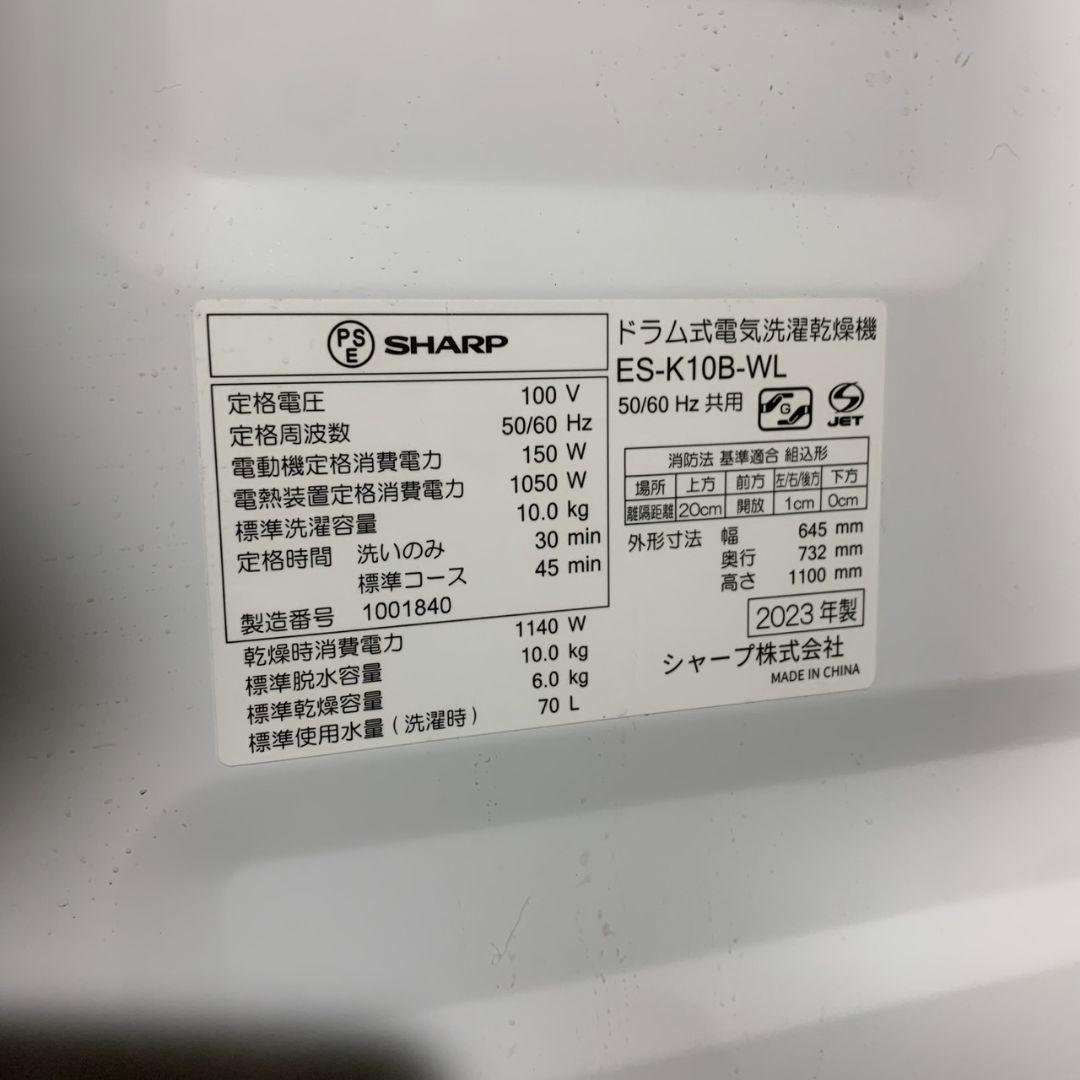 PSE SHARP
定格電圧 100 V
定格周波数 50/60 Hz
電動機定格消費電力 150 W
電熱装置定格消費電力 1050 W
標準洗濯容量 10.0 kg
定格時間 洗いのみ 30 min
標準コース 45 min
製造番号 1001840
乾燥時消費電力 1140 W
標準脱水容量 10.0 kg
標準乾燥容量 6.0 kg
標準使用水量(洗濯時) 70 L
ドラム式電気洗濯乾燥機
ES-K10B-WL
50/60 Hz 共用 G S JET
消防法 基準適合 組込形
場所 上方 前方 左/右/後方 下方
離隔距離 20cm 開放 1cm 0cm
外形寸法 幅 645 mm
奥行 732 mm
高さ 1100 mm
2023 年製
シャープ株式会社
MADE IN CHINA